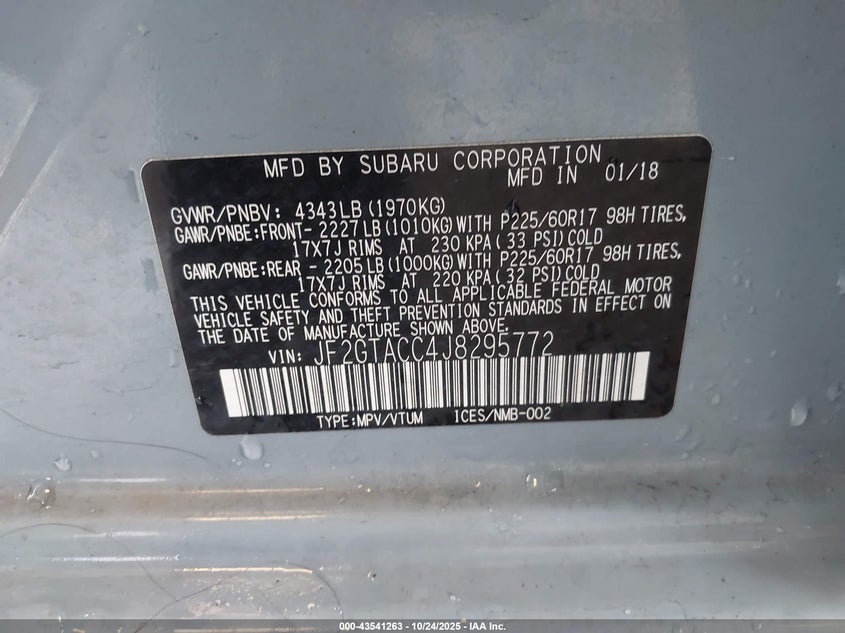 MFD BY SUBARU CORPORATION
MFD IN 01/18
GVWR/PNBV: 4343LB (1970KG)
GAWR/PNBE:FRONT- 2227 LB (1010KG) WITH P225/60R17 98H TIRES,
17X7J RIMS AT 230 KPA ( 33 PSI) COLD
GAWR/PNBE:REAR - 2205 LB (1000KG) WITH P225/60R17 98H TIRES,
17X7J RIMS AT 220 KPA ( 32 PSI) COLD
THIS VEHICLE CONFORMS TO ALL APPLICABLE FEDERAL MOTOR
VEHICLE SAFETY AND THEFT PREVENTION STANDARDS IN EFFECT ON
THE DATE OF MANUFACTURE SHOWN ABOVE.
VIN: JF2GTACC4J8295772
TYPE:MPV/VTUM ICES/NMB-002
000-43541263 - 10/24/2025 - IAA Inc.